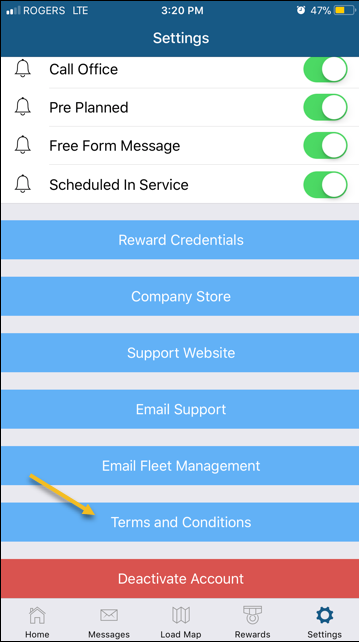 ROGERS LTE 3:20 PM 47%
Settings
Call Office
Pre Planned
Free Form Message
Scheduled In Service
Reward Credentials
Company Store
Support Website
Email Support
Email Fleet Management
Terms and Conditions
Deactivate Account
Home Messages Load Map Rewards Settings